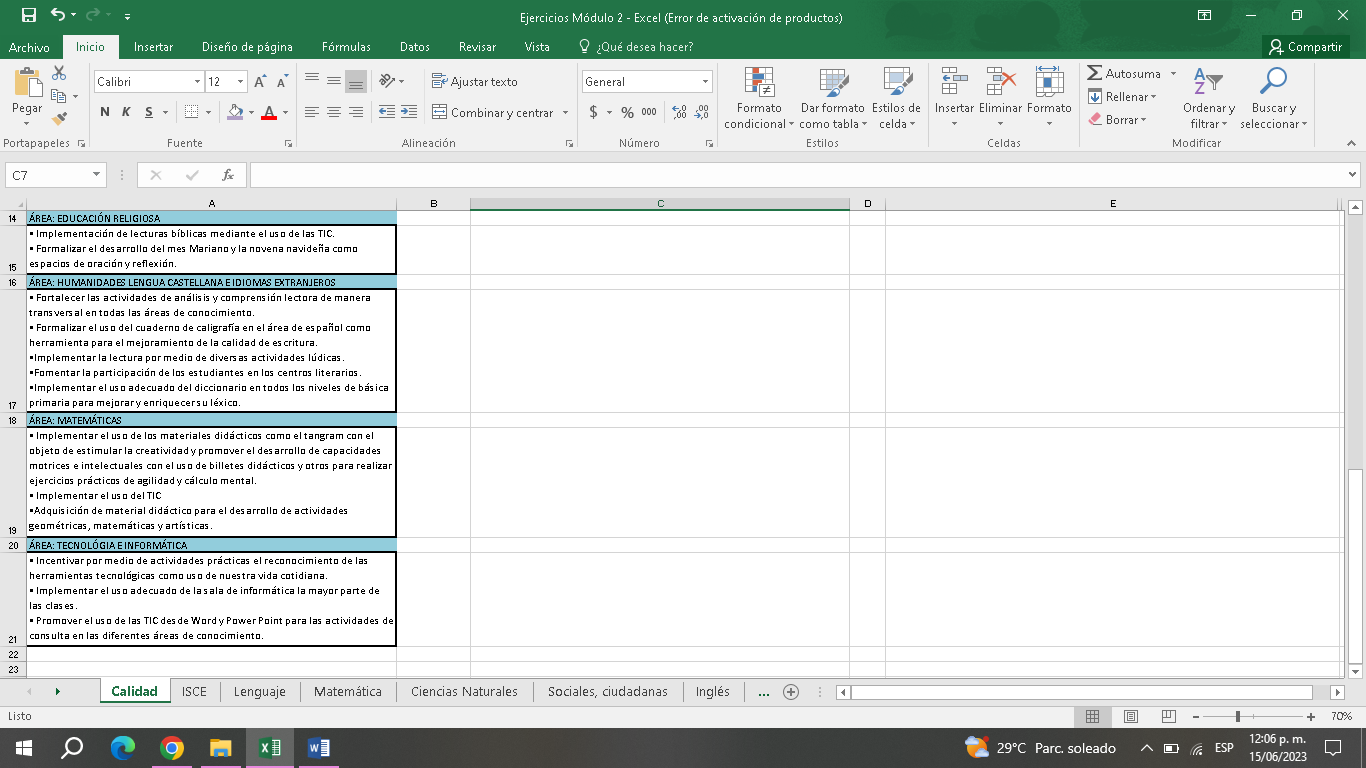 Ejercicios Módulo 2 - Excel (Error de activación de productos)
Archivo Inicio Insertar Diseño de página Fórmulas Datos Revisar Vista ¿Qué desea hacer? Compartir
Pegar Calibri 12 A A Ajustar texto General Formato condicional Dar formato como tabla Estilos de celda Insertar Eliminar Formato Autosuma Rellenar Borrar Ordenar y filtrar Buscar y seleccionar
N K S A Combinar y centrar $ % 000
Portapapeles Fuente Alineación Número Estilos Celdas Modificar
C7 fx
A B C D E
14 ÁREA: EDUCACIÓN RELIGIOSA
▪ Implementación de lecturas bíblicas mediante el uso de las TIC.
▪ Formalizar el desarrollo del mes Mariano y la novena navideña como
15 espacios de oración y reflexión.
16 ÁREA: HUMANIDADES LENGUA CASTELLANA E IDIOMAS EXTRANJEROS
▪ Fortalecer las actividades de análisis y comprensión lectora de manera
transversal en todas las áreas de conocimiento.
▪ Formalizar el uso del cuaderno de caligrafía en el área de español como
herramienta para el mejoramiento de la calidad de escritura.
▪Implementar la lectura por medio de diversas actividades lúdicas.
▪Fomentar la participación de los estudiantes en los centros literarios.
▪Implementar el uso adecuado del diccionario en todos los niveles de básica
17 primaria para mejorar y enriquecer su léxico.
18 ÁREA: MATEMÁTICAS
▪ Implementar el uso de los materiales didácticos como el tangram con el
objeto de estimular la creatividad y promover el desarrollo de capacidades
motrices e intelectuales con el uso de billetes didácticos y otros para realizar
ejercicios prácticos de agilidad y cálculo mental.
▪ Implementar el uso del TIC
▪Adquisición de material didáctico para el desarrollo de actividades
19 geométricas, matemáticas y artísticas.
20 ÁREA: TECNOLÓGIA E INFORMÁTICA
▪ Incentivar por medio de actividades prácticas el reconocimiento de las
herramientas tecnológicas como uso de nuestra vida cotidiana.
▪ Implementar el uso adecuado de la sala de informática la mayor parte de
las clases.
▪ Promover el uso de las TIC desde Word y Power Point para las actividades de
21 consulta en las diferentes áreas de conocimiento.
22
23
Calidad ISCE Lenguaje Matemática Ciencias Naturales Sociales, ciudadanas Inglés ...
Listo 70%
29°C Parc. soleado ESP 12:06 p. m.
15/06/2023